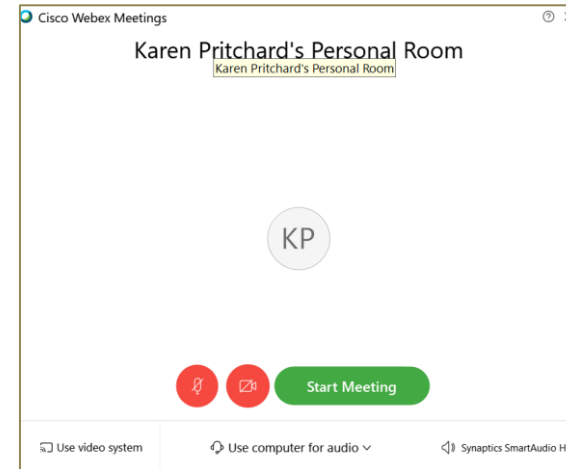 Cisco Webex Meetings
Karen Pritchard's Personal Room
Karen Pritchard's Personal Room
KP
Start Meeting
Use video system
Use computer for audio
Synaptics SmartAudio H